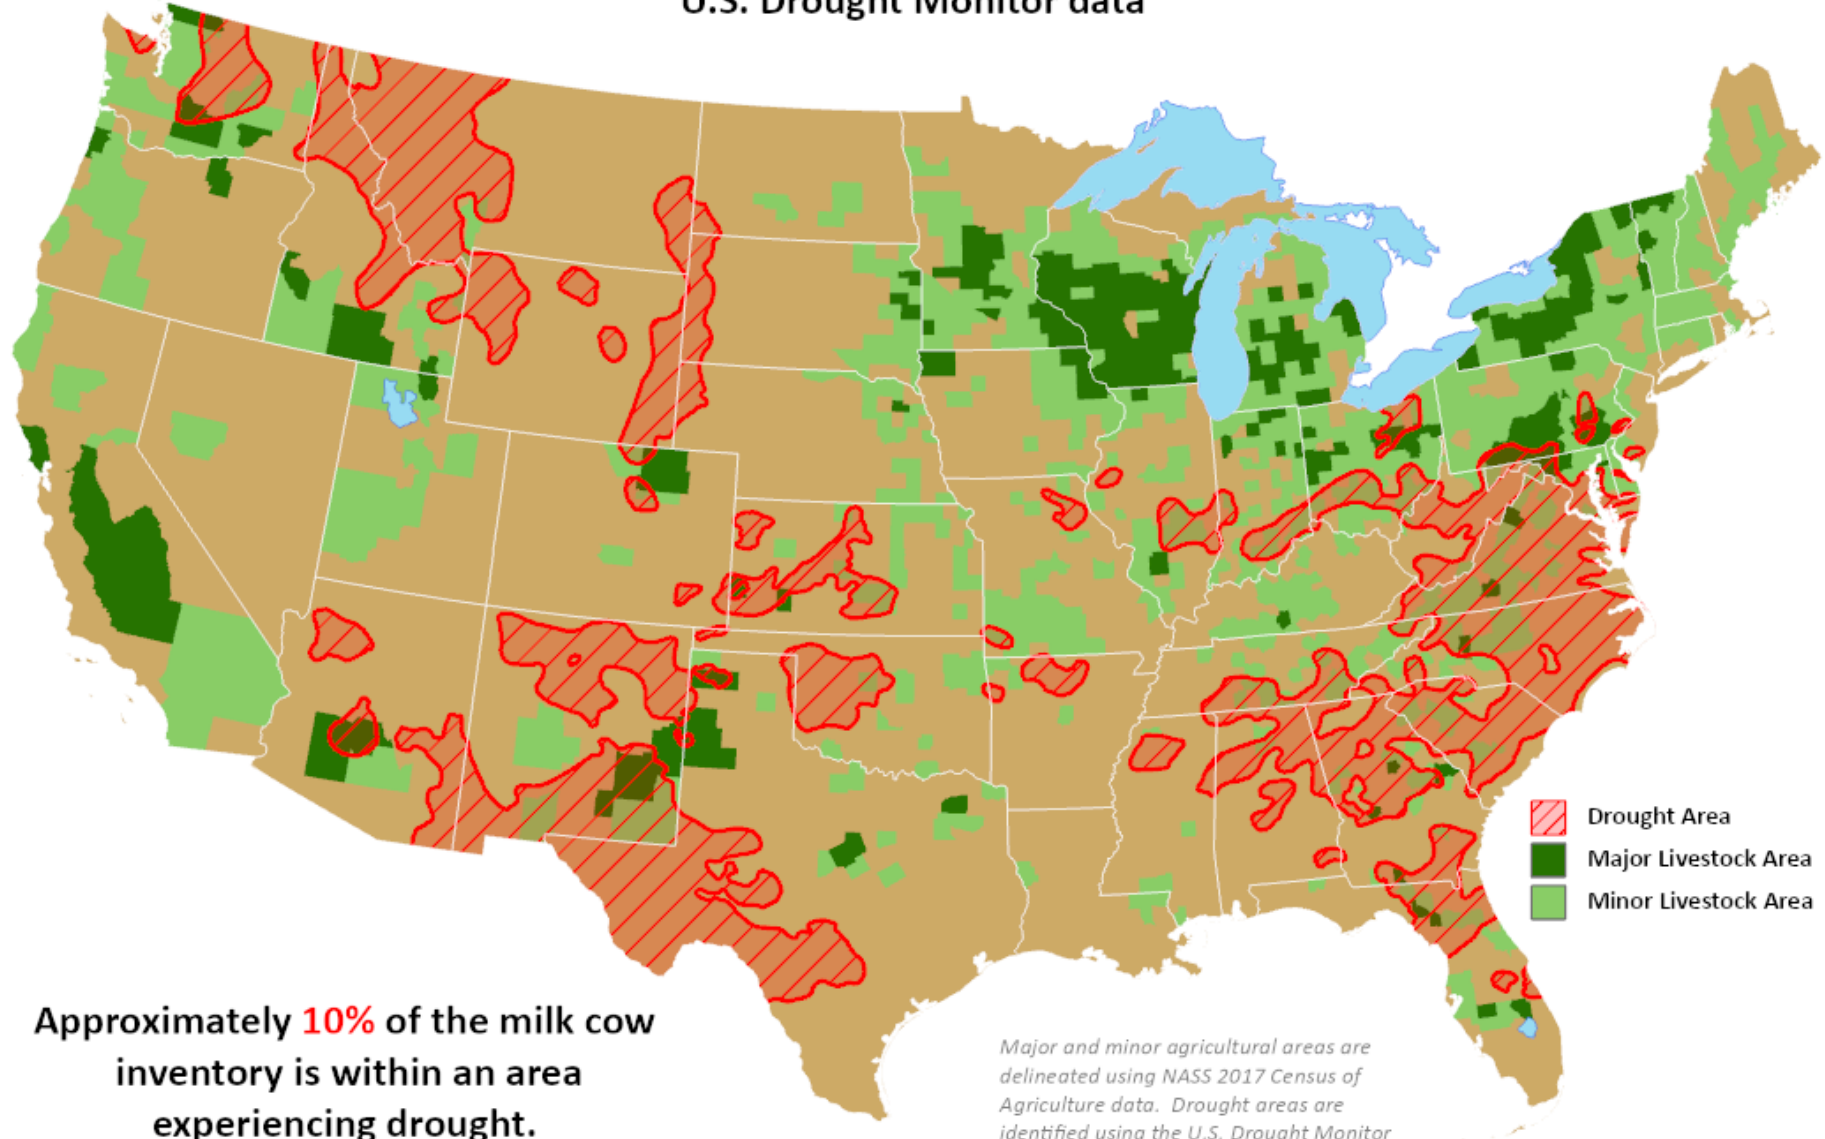 U.S. Drought Monitor data
Drought Area
Major Livestock Area
Minor Livestock Area
Approximately 10% of the milk cow
inventory is within an area
experiencing drought.
Major and minor agricultural areas are
delineated using NASS 2017 Census of
Agriculture data. Drought areas are
identified using the U.S. Drought Monitor